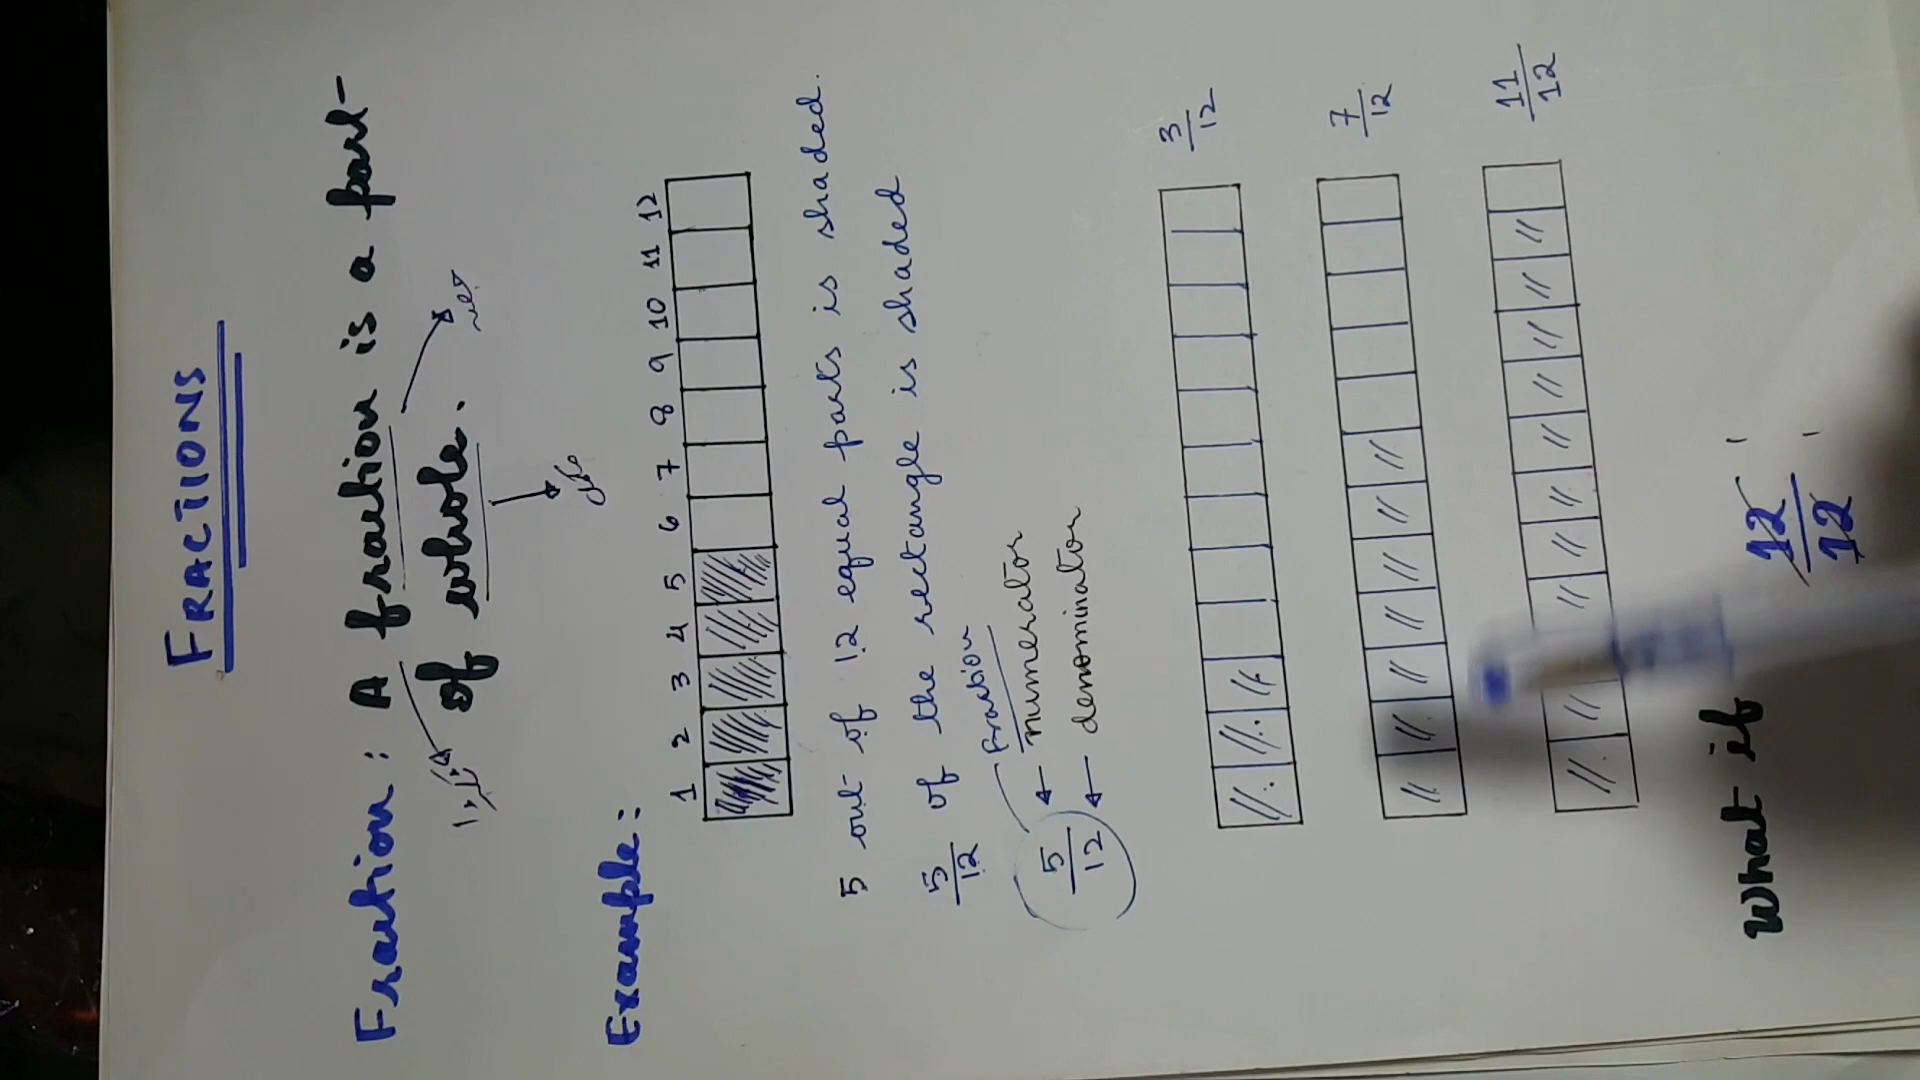 FRACTIONS
Fraction : A fraction is a part
of whole.
Example:
1 2 3 4 5 6 7 8 9 10 11 12
5 out of 12 equal parts is shaded.
5/12 of the rectangle is shaded
Fraction
5/12 ← numerator
← denominator
3/12
7/12
11/12
What if 12/12